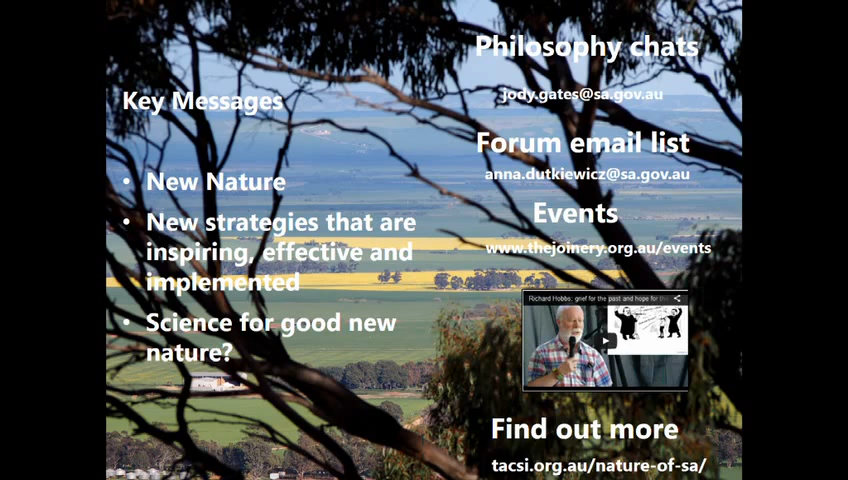 Key Messages
• New Nature
• New strategies that are
inspiring, effective and
implemented
• Science for good new
nature?
Philosophy chats
jody.gates@sa.gov.au
Forum email list
anna.dutkiewicz@sa.gov.au
Events
www.thejoinery.org.au/events
Richard Hobbs: grief for the past and hope for the
Find out more
tacsi.org.au/nature-of-sa/